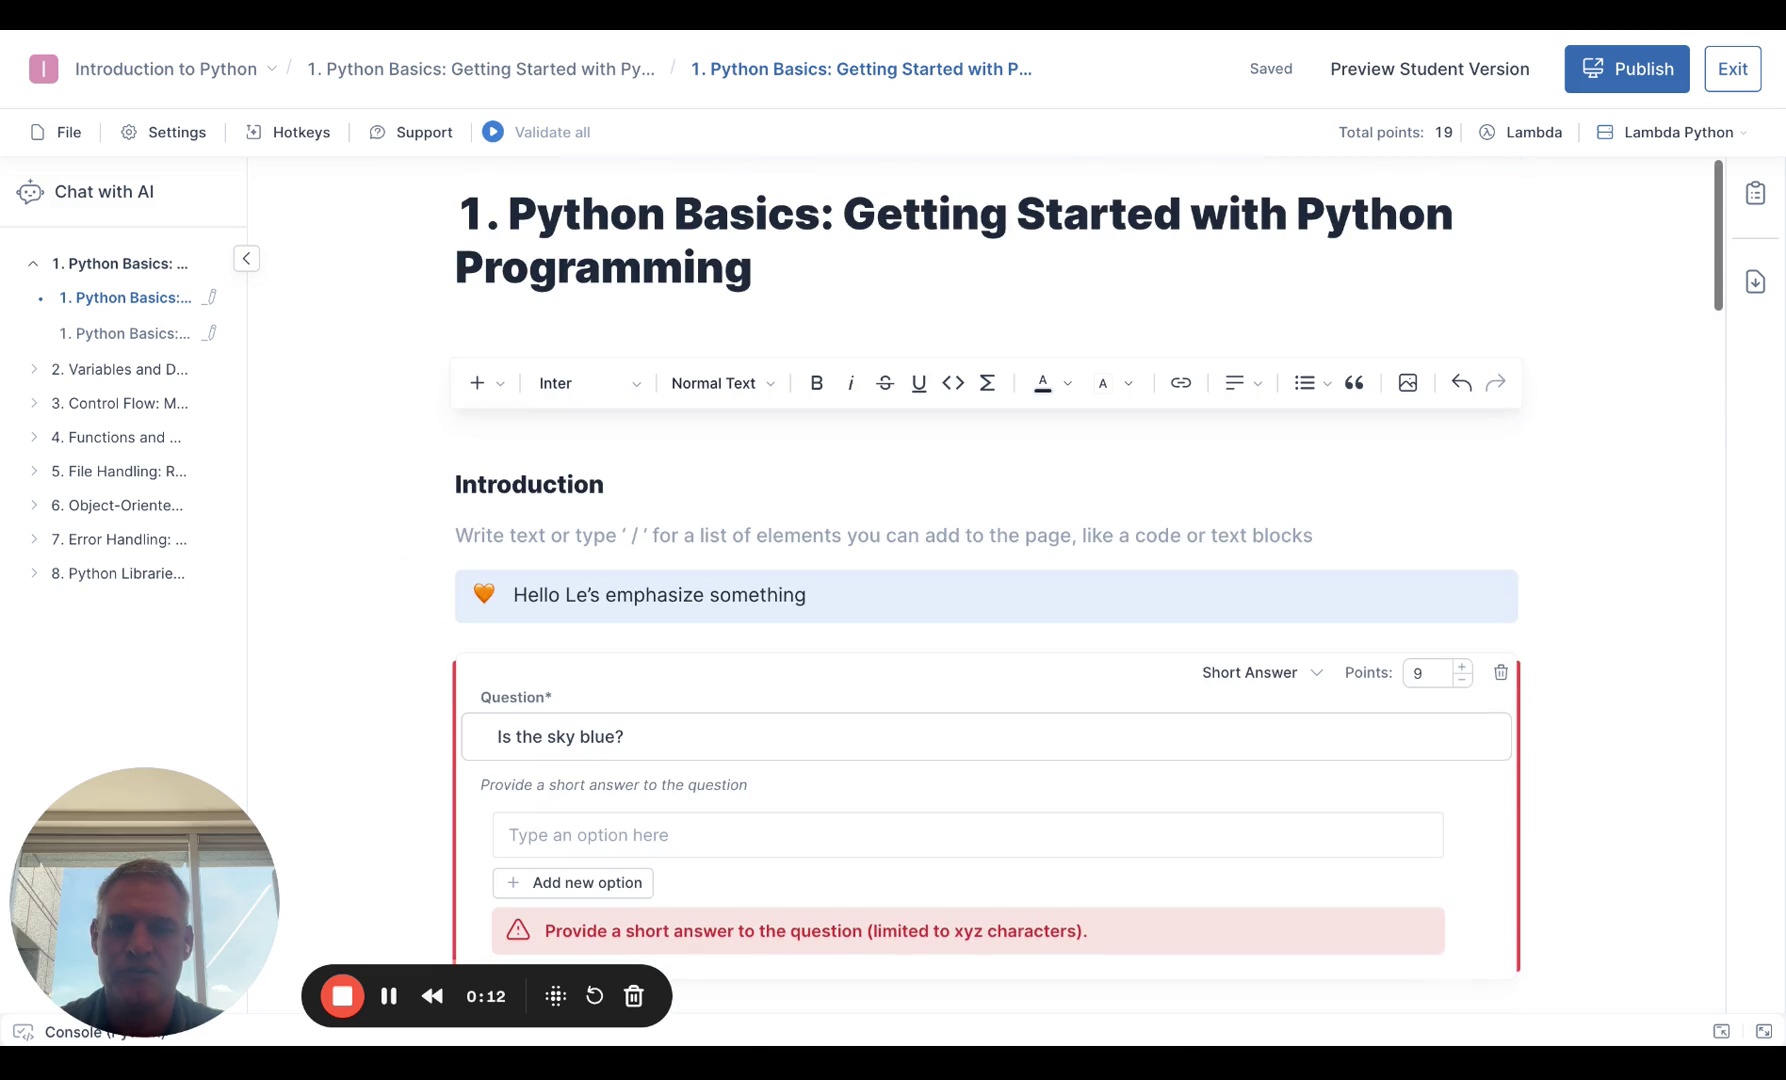 I Introduction to Python / 1. Python Basics: Getting Started with Py... / 1. Python Basics: Getting Started with P...
Saved Preview Student Version Publish Exit
File Settings Hotkeys Support Validate all Total points: 19 Lambda Lambda Python
Chat with AI
1. Python Basics: ...
1. Python Basics:...
1. Python Basics:...
2. Variables and D...
3. Control Flow: M...
4. Functions and ...
5. File Handling: R...
6. Object-Oriente...
7. Error Handling: ...
8. Python Librarie...
1. Python Basics: Getting Started with Python
Programming
Inter Normal Text B i S U <> Σ A A
Introduction
Write text or type ‘ / ’ for a list of elements you can add to the page, like a code or text blocks
🧡 Hello Le’s emphasize something
Short Answer Points: 9
Question*
Is the sky blue?
Provide a short answer to the question
Type an option here
+ Add new option
Provide a short answer to the question (limited to xyz characters).
0:12
Console